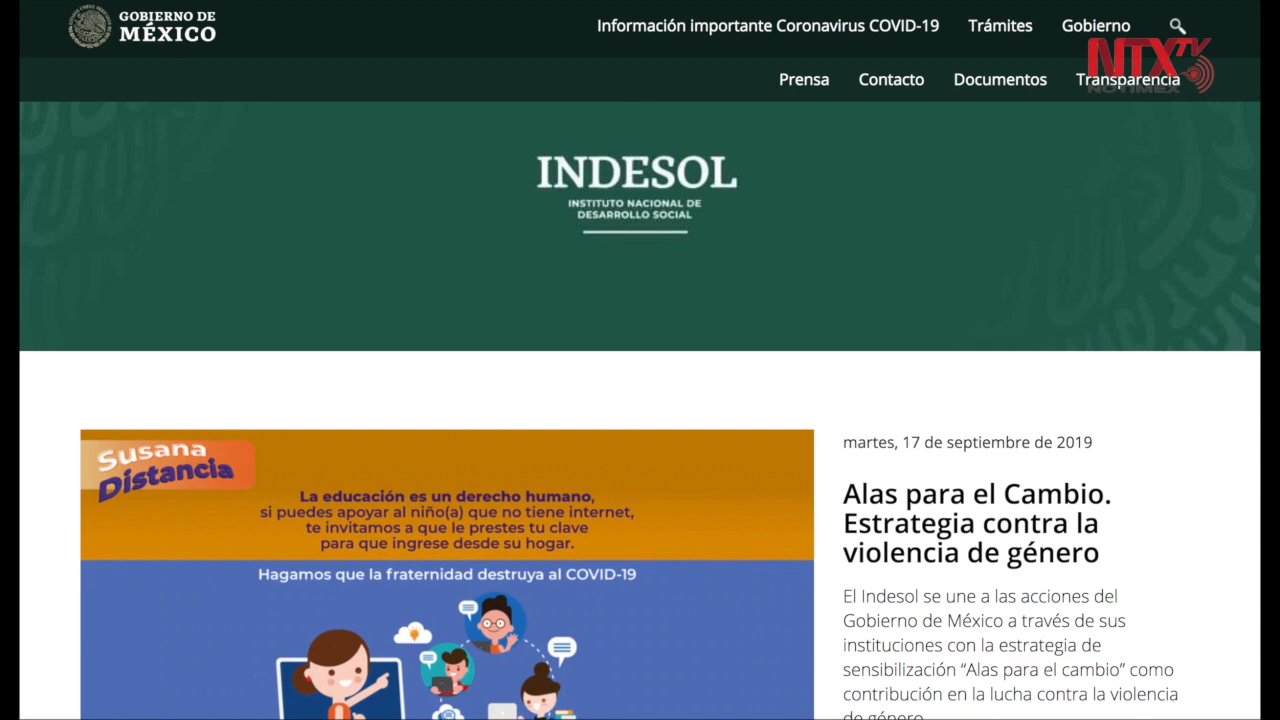 GOBIERNO DE
MÉXICO
Información importante Coronavirus COVID-19
Trámites
Gobierno
NTX TV
NOTIMEX
Prensa
Contacto
Documentos
Transparencia
INDESOL
INSTITUTO NACIONAL DE
DESARROLLO SOCIAL
Susana
Distancia
La educación es un derecho humano,
si puedes apoyar al niño(a) que no tiene internet,
te invitamos a que le prestes tu clave
para que ingrese desde su hogar.
Hagamos que la fraternidad destruya al COVID-19
martes, 17 de septiembre de 2019
Alas para el Cambio.
Estrategia contra la
violencia de género
El Indesol se une a las acciones del
Gobierno de México a través de sus
instituciones con la estrategia de
sensibilización “Alas para el cambio” como
contribución en la lucha contra la violencia
de género